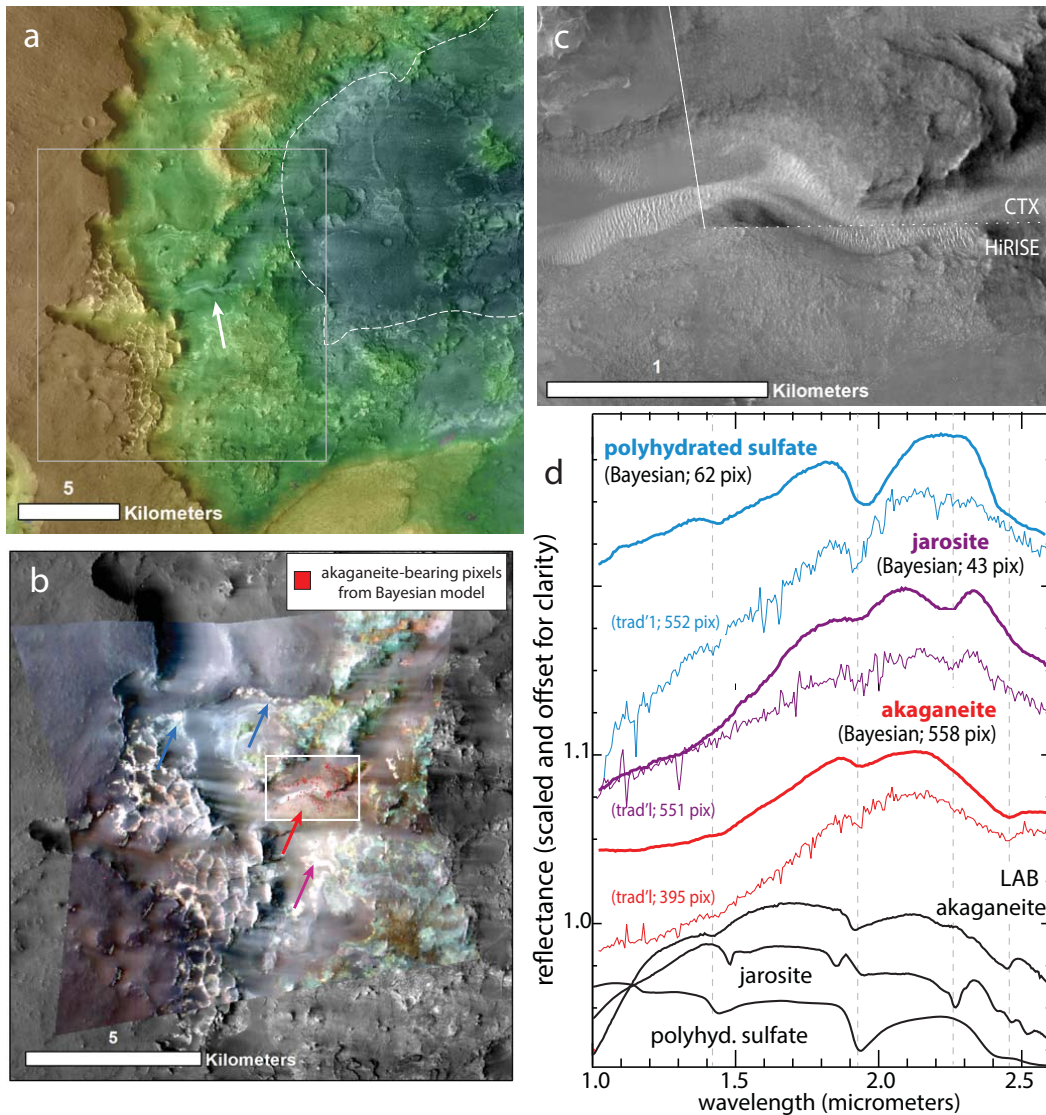 a
5
Kilometers
b
akaganeite-bearing pixels
from Bayesian model
5
Kilometers
c
CTX
HiRISE
1
Kilometers
d
polyhydrated sulfate
(Bayesian; 62 pix)
(trad'1; 552 pix)
jarosite
(Bayesian; 43 pix)
(trad'l; 551 pix)
akaganeite
(Bayesian; 558 pix)
(trad'l; 395 pix)
LAB
akaganeite
jarosite
polyhyd. sulfate
reflectance (scaled and offset for clarity)
1.10
1.0
1.0
1.5
2.0
2.5
wavelength (micrometers)